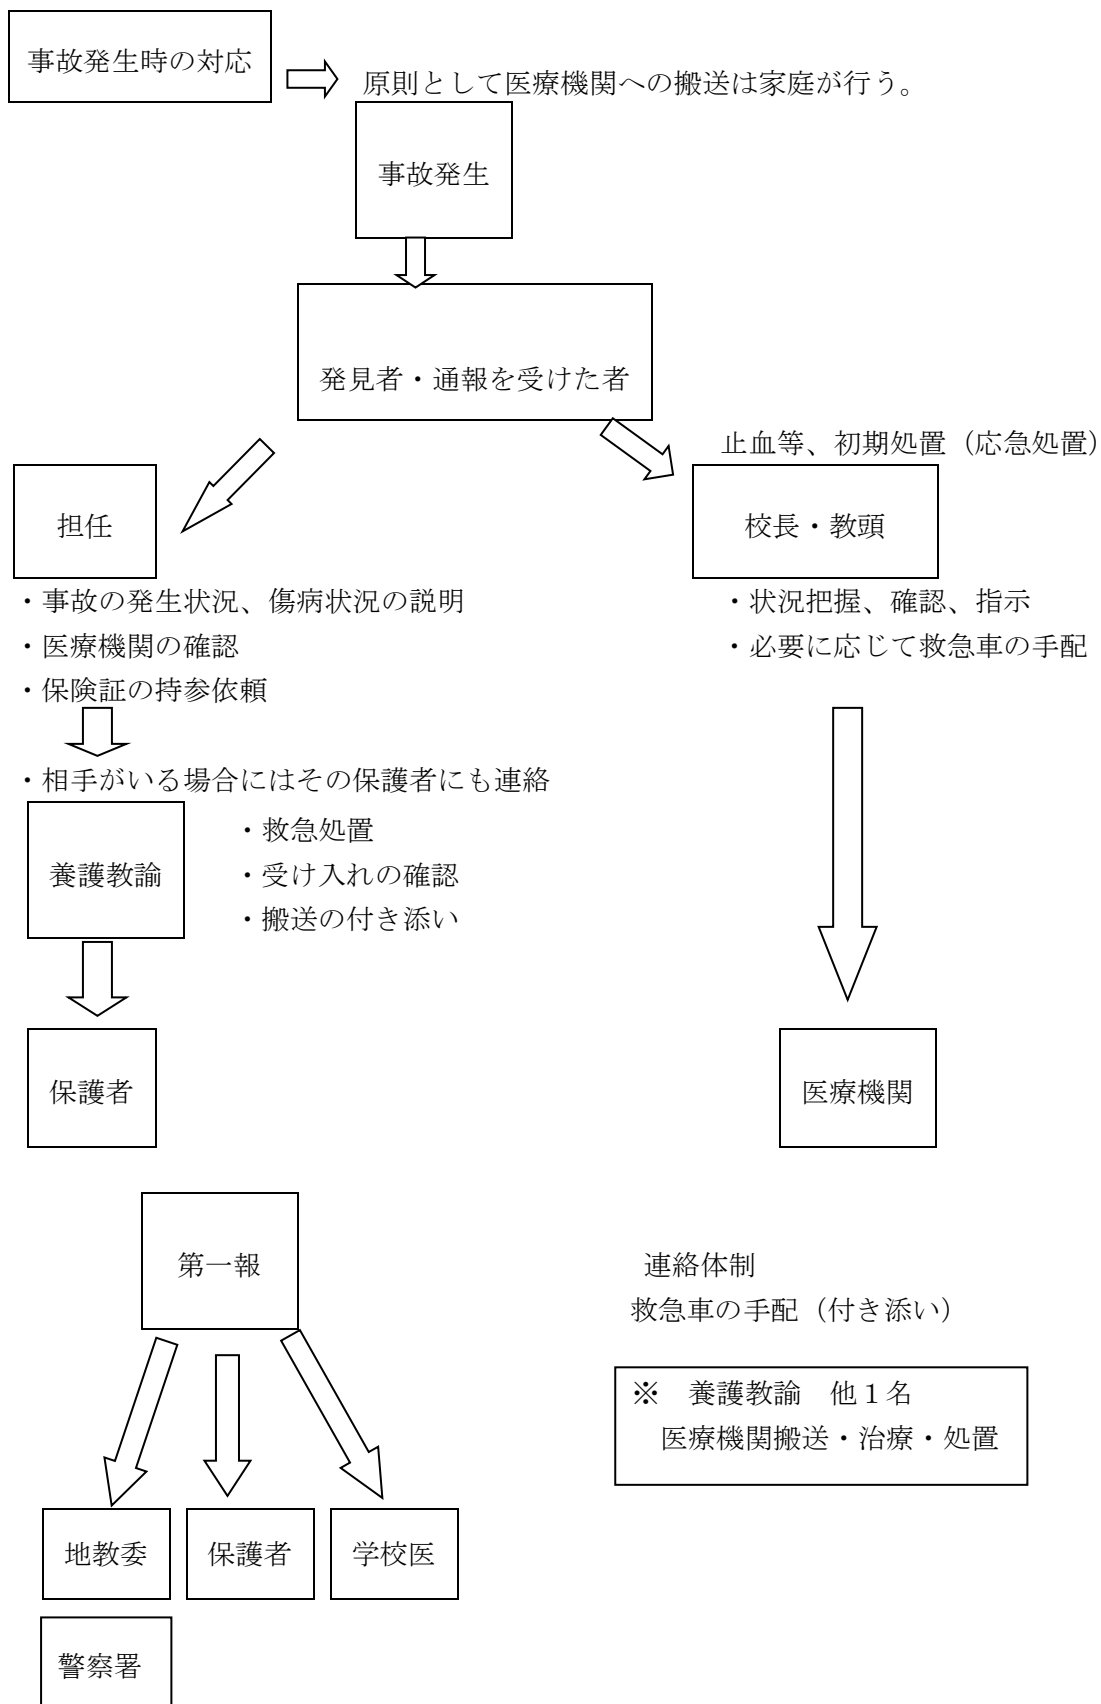 事故発生時の対応
原則として医療機関への搬送は家庭が行う。
事故発生
発見者・通報を受けた者
止血等、初期処置（応急処置）
担任
校長・教頭
・事故の発生状況、傷病状況の説明
・医療機関の確認
・保険証の持参依頼
・状況把握、確認、指示
・必要に応じて救急車の手配
・相手がいる場合にはその保護者にも連絡
養護教諭
・救急処置
・受け入れの確認
・搬送の付き添い
保護者
医療機関
第一報
連絡体制
救急車の手配（付き添い）
※　養護教諭　他１名
医療機関搬送・治療・処置
地教委
保護者
学校医
警察署